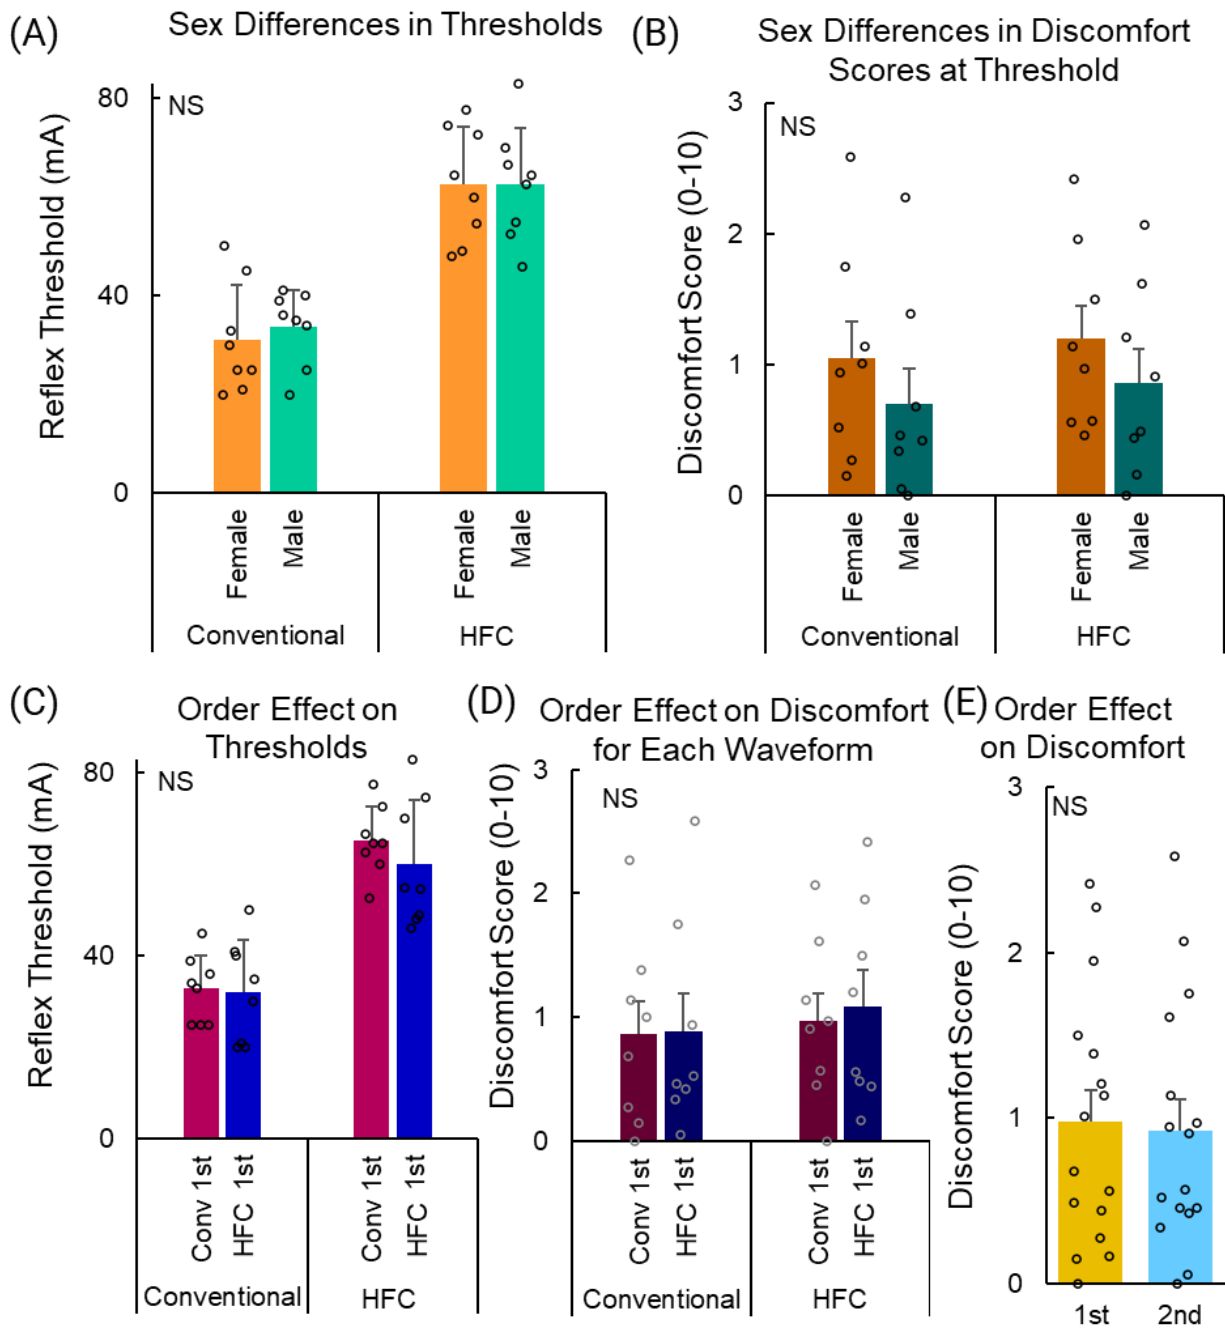 (A)
Sex Differences in Thresholds
Reflex Threshold (mA)
80
40
0
NS
Female
Male
Female
Male
Conventional
HFC
(B)
Sex Differences in Discomfort
Scores at Threshold
Discomfort Score (0-10)
3
2
1
0
NS
Female
Male
Female
Male
Conventional
HFC
(C)
Order Effect on
Thresholds
Reflex Threshold (mA)
80
40
0
NS
Conv 1st
HFC 1st
Conv 1st
HFC 1st
Conventional
HFC
(D)
Order Effect on Discomfort
for Each Waveform
Discomfort Score (0-10)
3
2
1
0
NS
Conv 1st
HFC 1st
Conv 1st
HFC 1st
Conventional
HFC
(E)
Order Effect
on Discomfort
Discomfort Score (0-10)
3
2
1
0
NS
1st
2nd